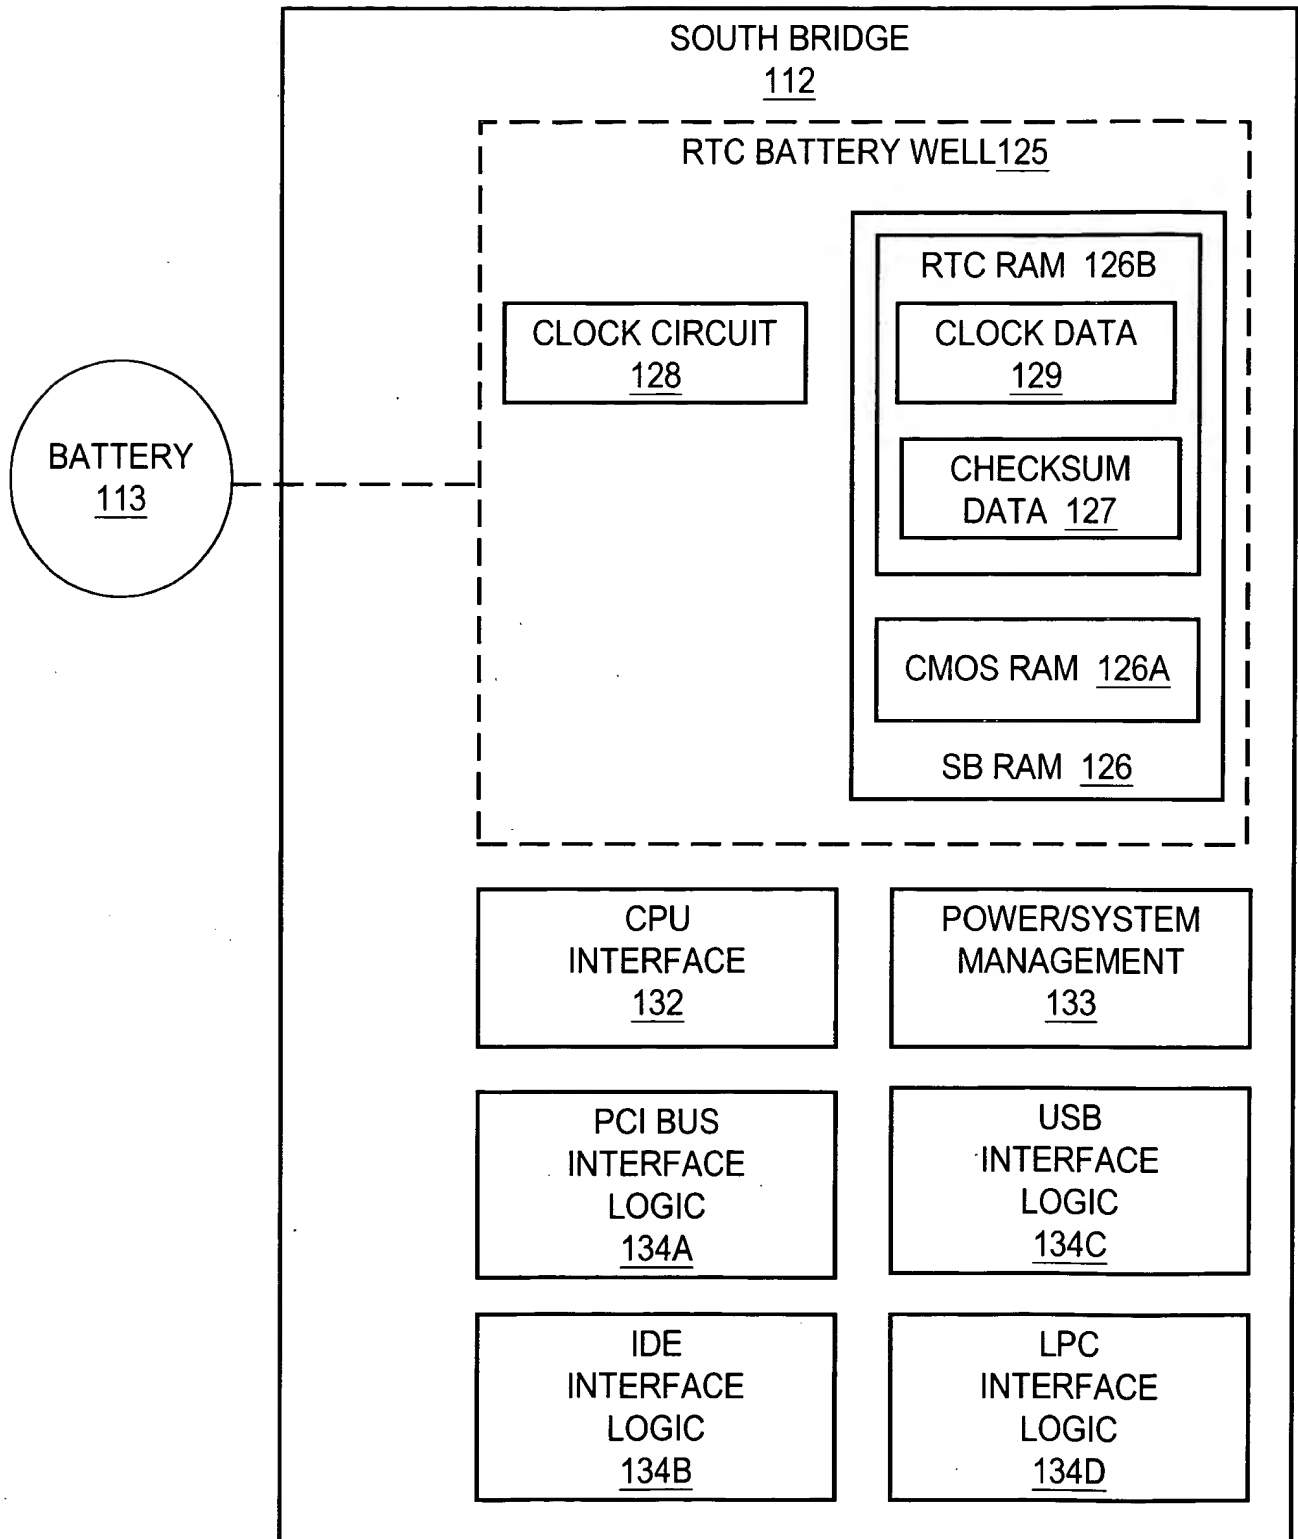 SOUTH BRIDGE
112
RTC BATTERY WELL125
RTC RAM 126B
CLOCK CIRCUIT
128
CLOCK DATA
129
BATTERY
113
CHECKSUM
DATA 127
CMOS RAM 126A
SB RAM 126
CPU
INTERFACE
132
POWER/SYSTEM
MANAGEMENT
133
PCI BUS
INTERFACE
LOGIC
134A
USB
INTERFACE
LOGIC
134C
IDE
INTERFACE
LOGIC
134B
LPC
INTERFACE
LOGIC
134D